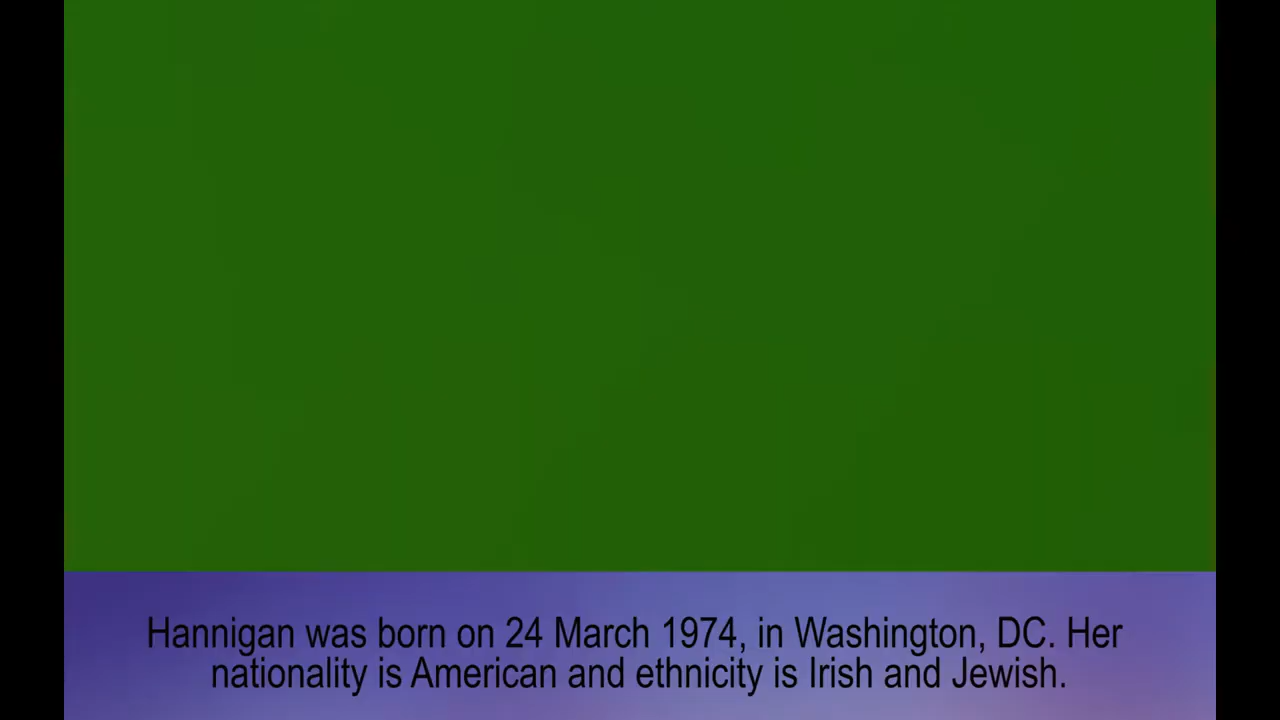 Hannigan was born on 24 March 1974, in Washington, DC. Her
nationality is American and ethnicity is Irish and Jewish.